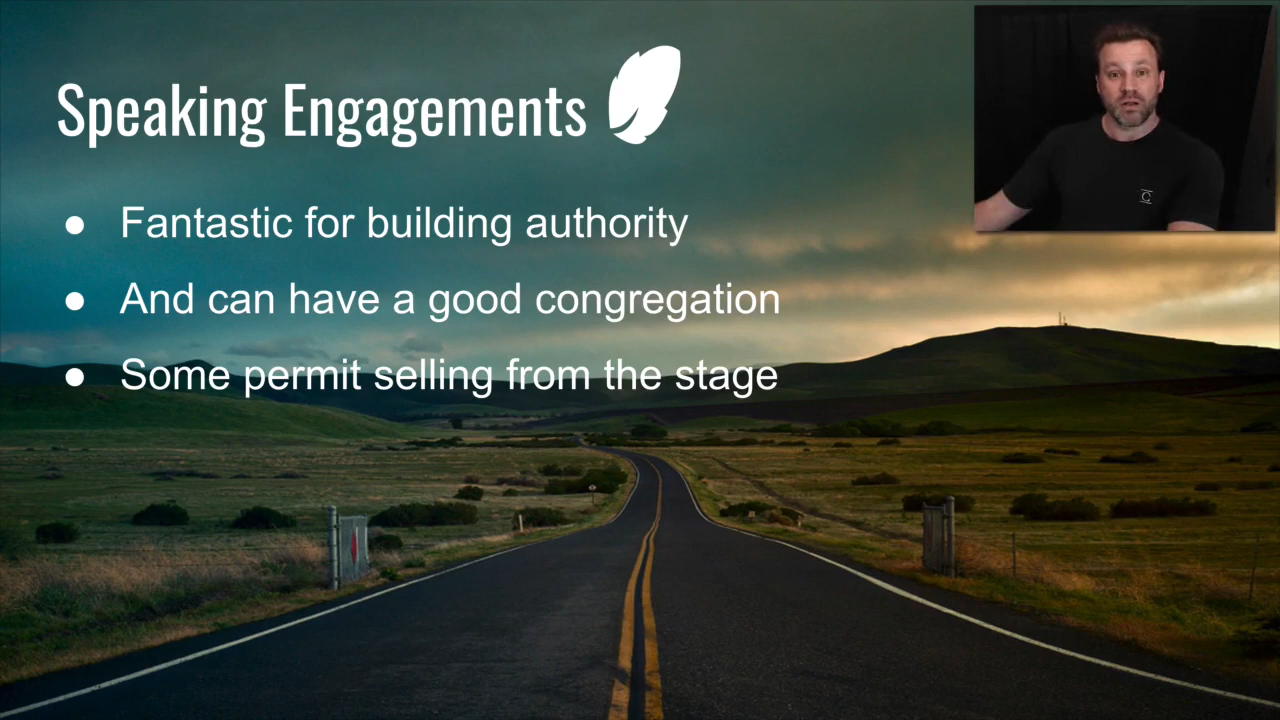 Speaking Engagements
● Fantastic for building authority
● And can have a good congregation
● Some permit selling from the stage